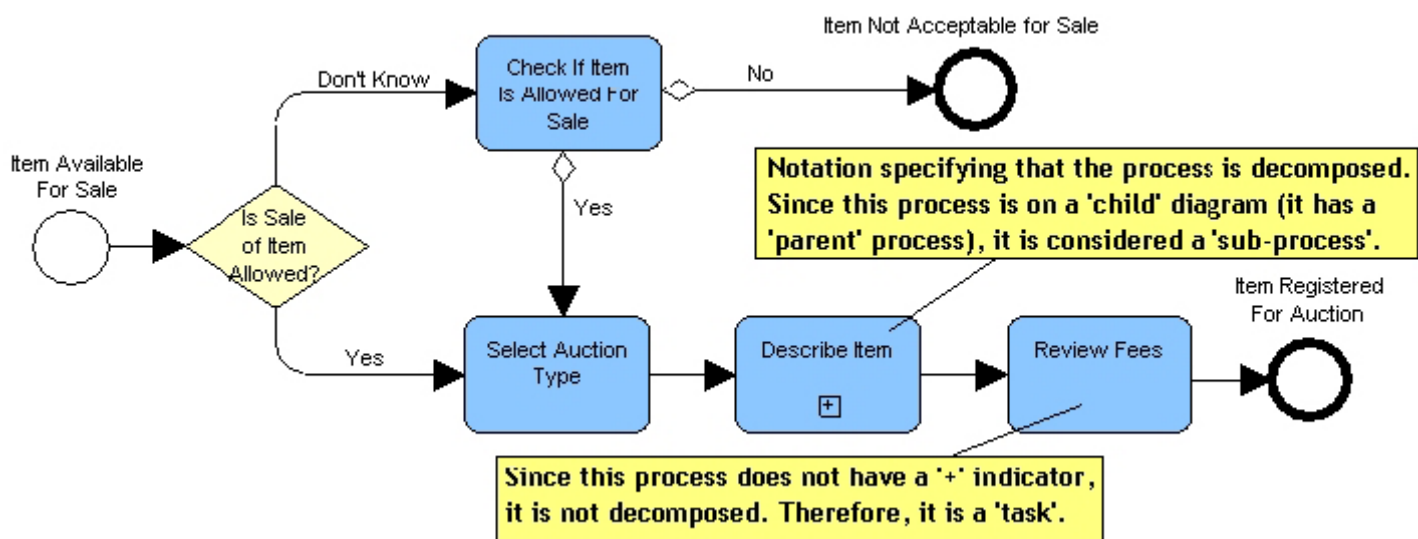 Item Not Acceptable for Sale
Don't Know
Check If Item
Is Allowed For
Sale
No
Item Available
For Sale
Notation specifying that the process is decomposed.
Since this process is on a 'child' diagram (it has a
'parent' process), it is considered a 'sub-process'.
Is Sale
of Item
Allowed?
Yes
Item Registered
For Auction
Yes
Select Auction
Type
Describe Item
+
Review Fees
Since this process does not have a '+' indicator,
it is not decomposed. Therefore, it is a 'task'.